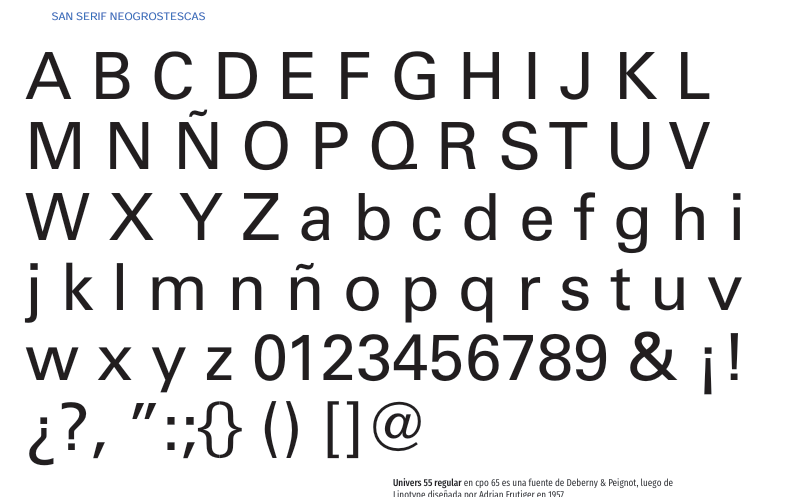 SAN SERIF NEOGROSTESCAS
A B C D E F G H I J K L
M N Ñ O P Q R S T U V
W X Y Z a b c d e f g h i
j k l m n ñ o p q r s t u v
w x y z 0123456789 & ¡!
¿?, ”:;{} () []@
Univers 55 regular en cpo 65 es una fuente de Deberny & Peignot, luego de
Linotype diseñada por Adrian Frutiger en 1957